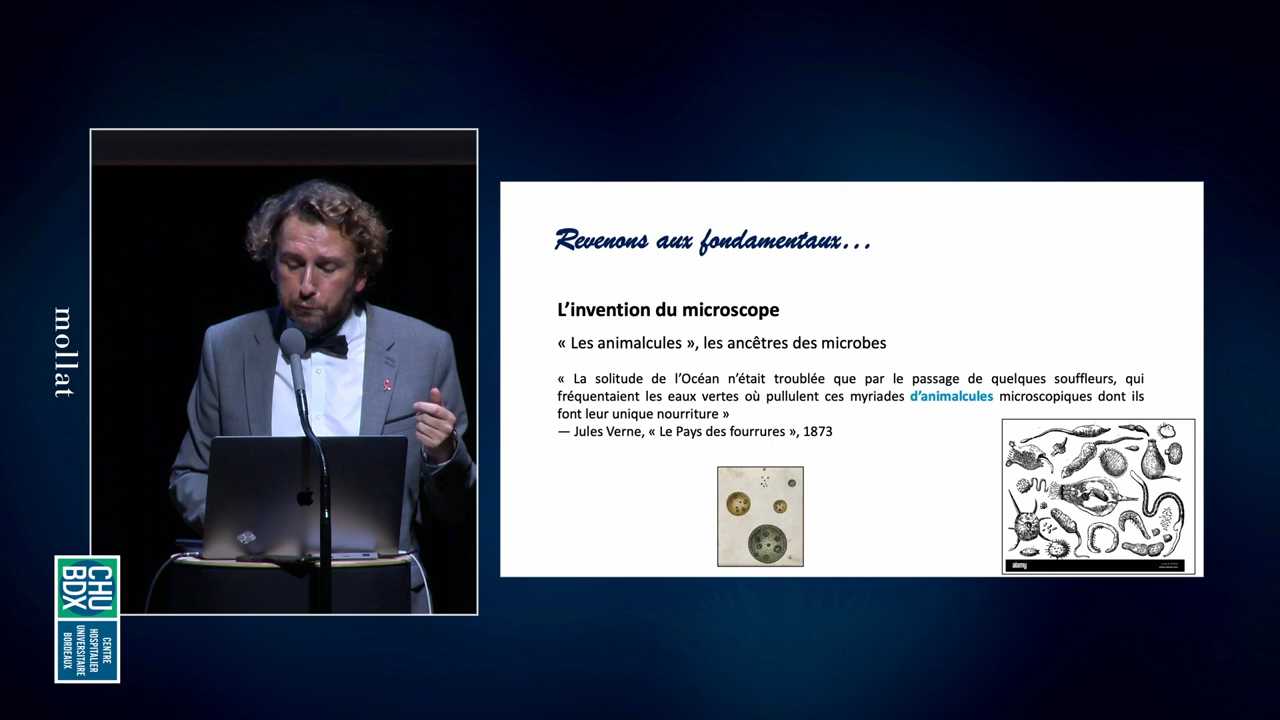 mollat
CHU
BDX
CENTRE
HOSPITALIER
UNIVERSITAIRE
BORDEAUX
Revenons aux fondamentaux...
L'invention du microscope
« Les animalcules », les ancêtres des microbes
« La solitude de l'Océan n'était troublée que par le passage de quelques souffleurs, qui
fréquentaient les eaux vertes où pullulent ces myriades d'animalcules microscopiques dont ils
font leur unique nourriture »
— Jules Verne, « Le Pays des fourrures », 1873
alamy